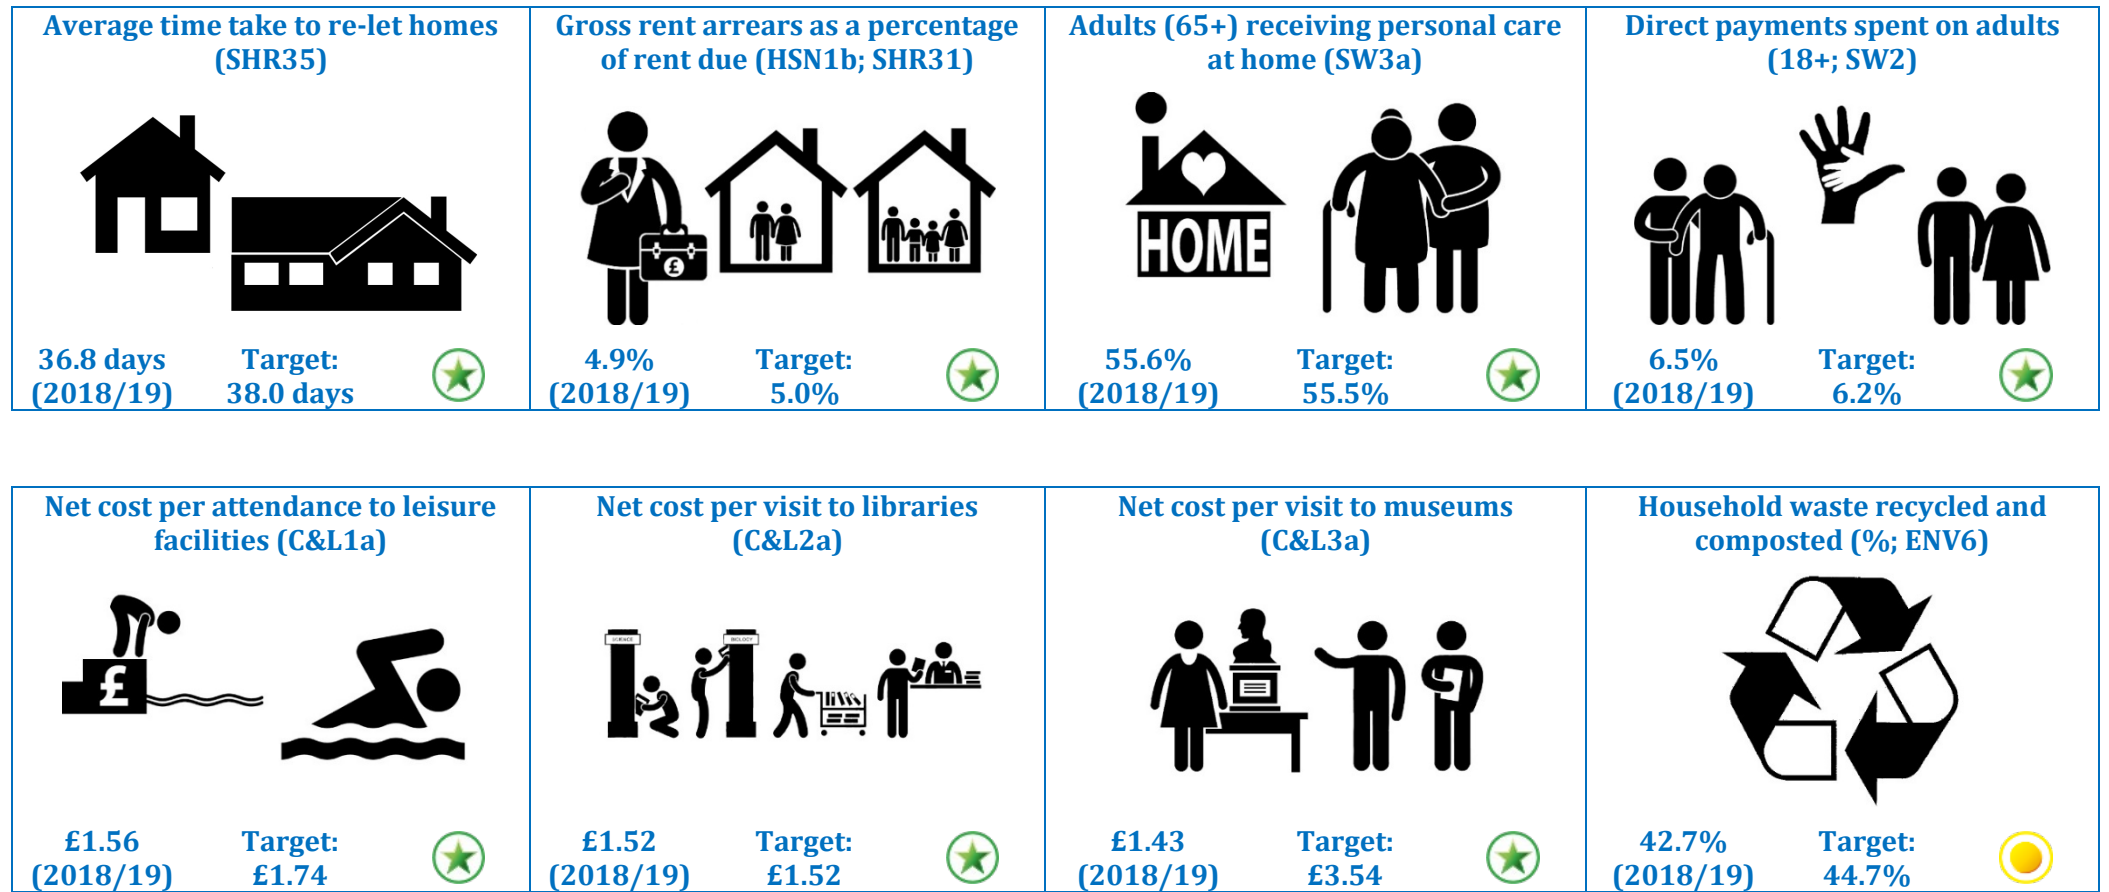 Average time take to re-let homes
(SHR35)
36.8 days
(2018/19)
Target:
38.0 days
Gross rent arrears as a percentage
of rent due (HSN1b; SHR31)
£
4.9%
(2018/19)
Target:
5.0%
Adults (65+) receiving personal care
at home (SW3a)
HOME
55.6%
(2018/19)
Target:
55.5%
Direct payments spent on adults
(18+; SW2)
6.5%
(2018/19)
Target:
6.2%
Net cost per attendance to leisure
facilities (C&L1a)
£
£1.56
(2018/19)
Target:
£1.74
Net cost per visit to libraries
(C&L2a)
SCIENCE
BIOLOGY
£1.52
(2018/19)
Target:
£1.52
Net cost per visit to museums
(C&L3a)
£1.43
(2018/19)
Target:
£3.54
Household waste recycled and
composted (%; ENV6)
42.7%
(2018/19)
Target:
44.7%